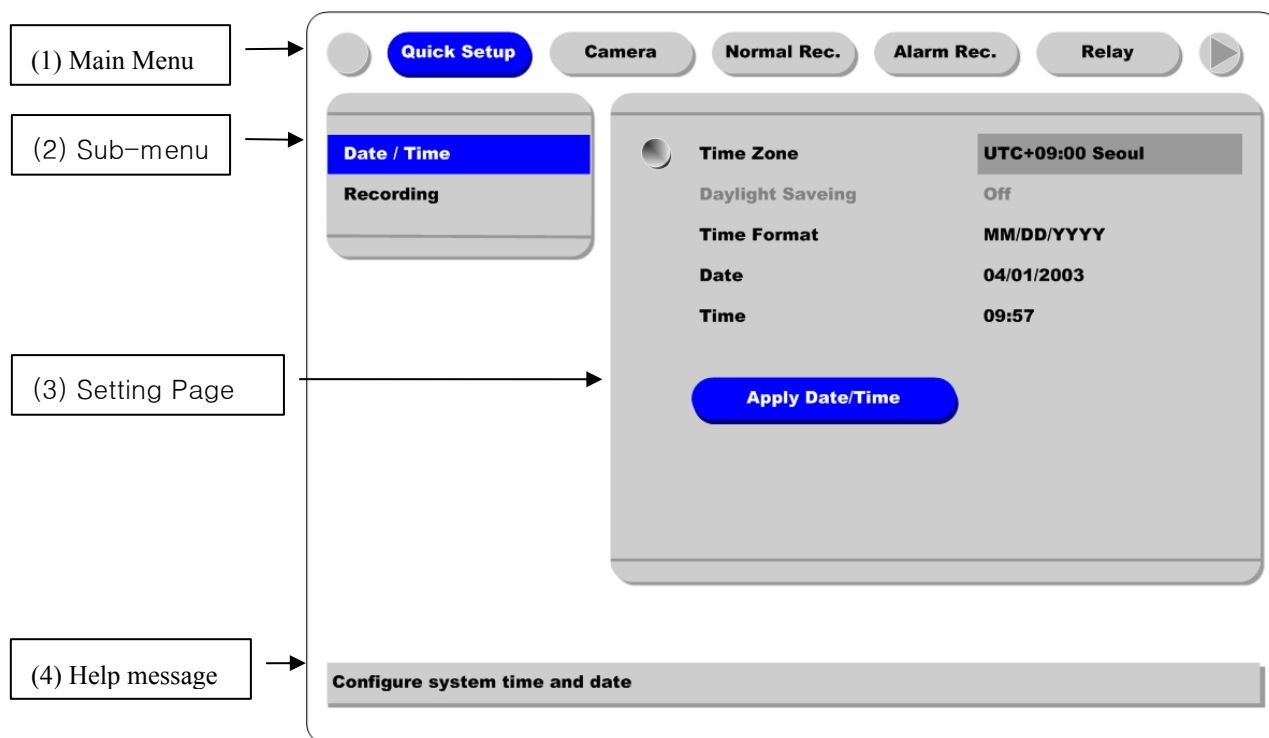 (1) Main Menu
Quick Setup Camera Normal Rec. Alarm Rec. Relay
(2) Sub-menu
Date / Time
Recording
Time Zone UTC+09:00 Seoul
Daylight Saveing Off
Time Format MM/DD/YYYY
Date 04/01/2003
Time 09:57
(3) Setting Page
Apply Date/Time
(4) Help message
Configure system time and date